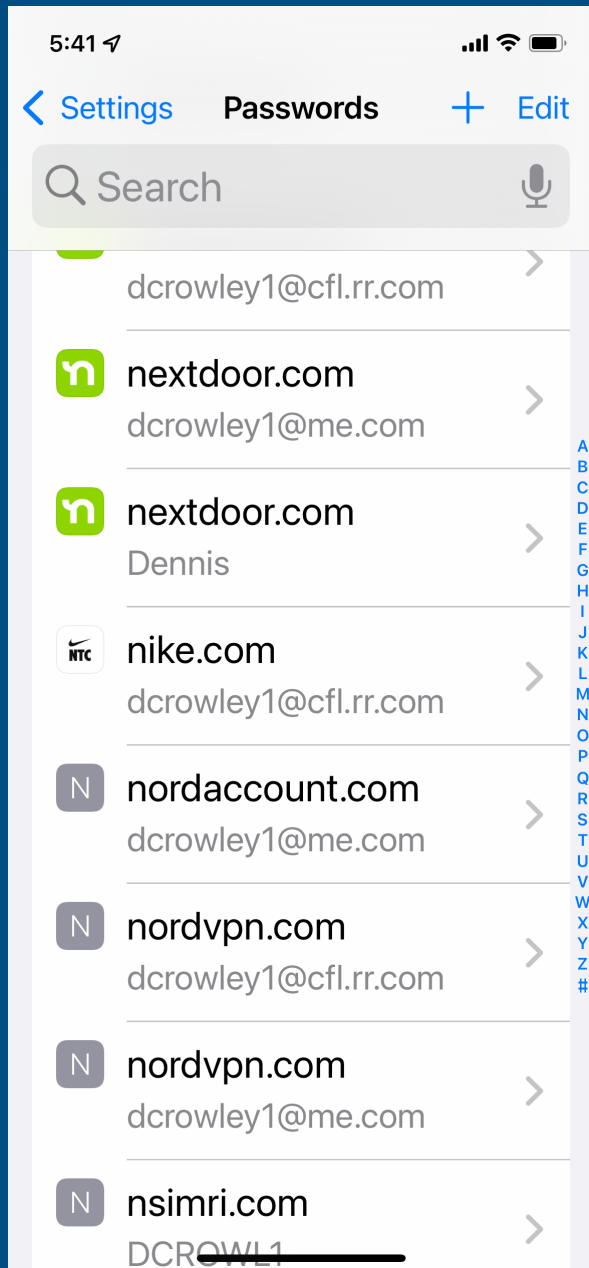 5:41
Settings Passwords + Edit
Search
dcrowley1@cfl.rr.com
nextdoor.com
dcrowley1@me.com
nextdoor.com
Dennis
NTC nike.com
dcrowley1@cfl.rr.com
N nordaccount.com
dcrowley1@me.com
N nordvpn.com
dcrowley1@cfl.rr.com
N nordvpn.com
dcrowley1@me.com
N nsimri.com
DCROWL1
A
B
C
D
E
F
G
H
I
J
K
L
M
N
O
P
Q
R
S
T
U
V
W
X
Y
Z
#